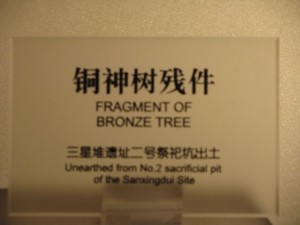 铜神树残件
FRAGMENT OF
BRONZE TREE
三星堆遗址二号祭祀坑出土
Unearthed from No.2 sacrificial pit
of the Sanxingdui Site